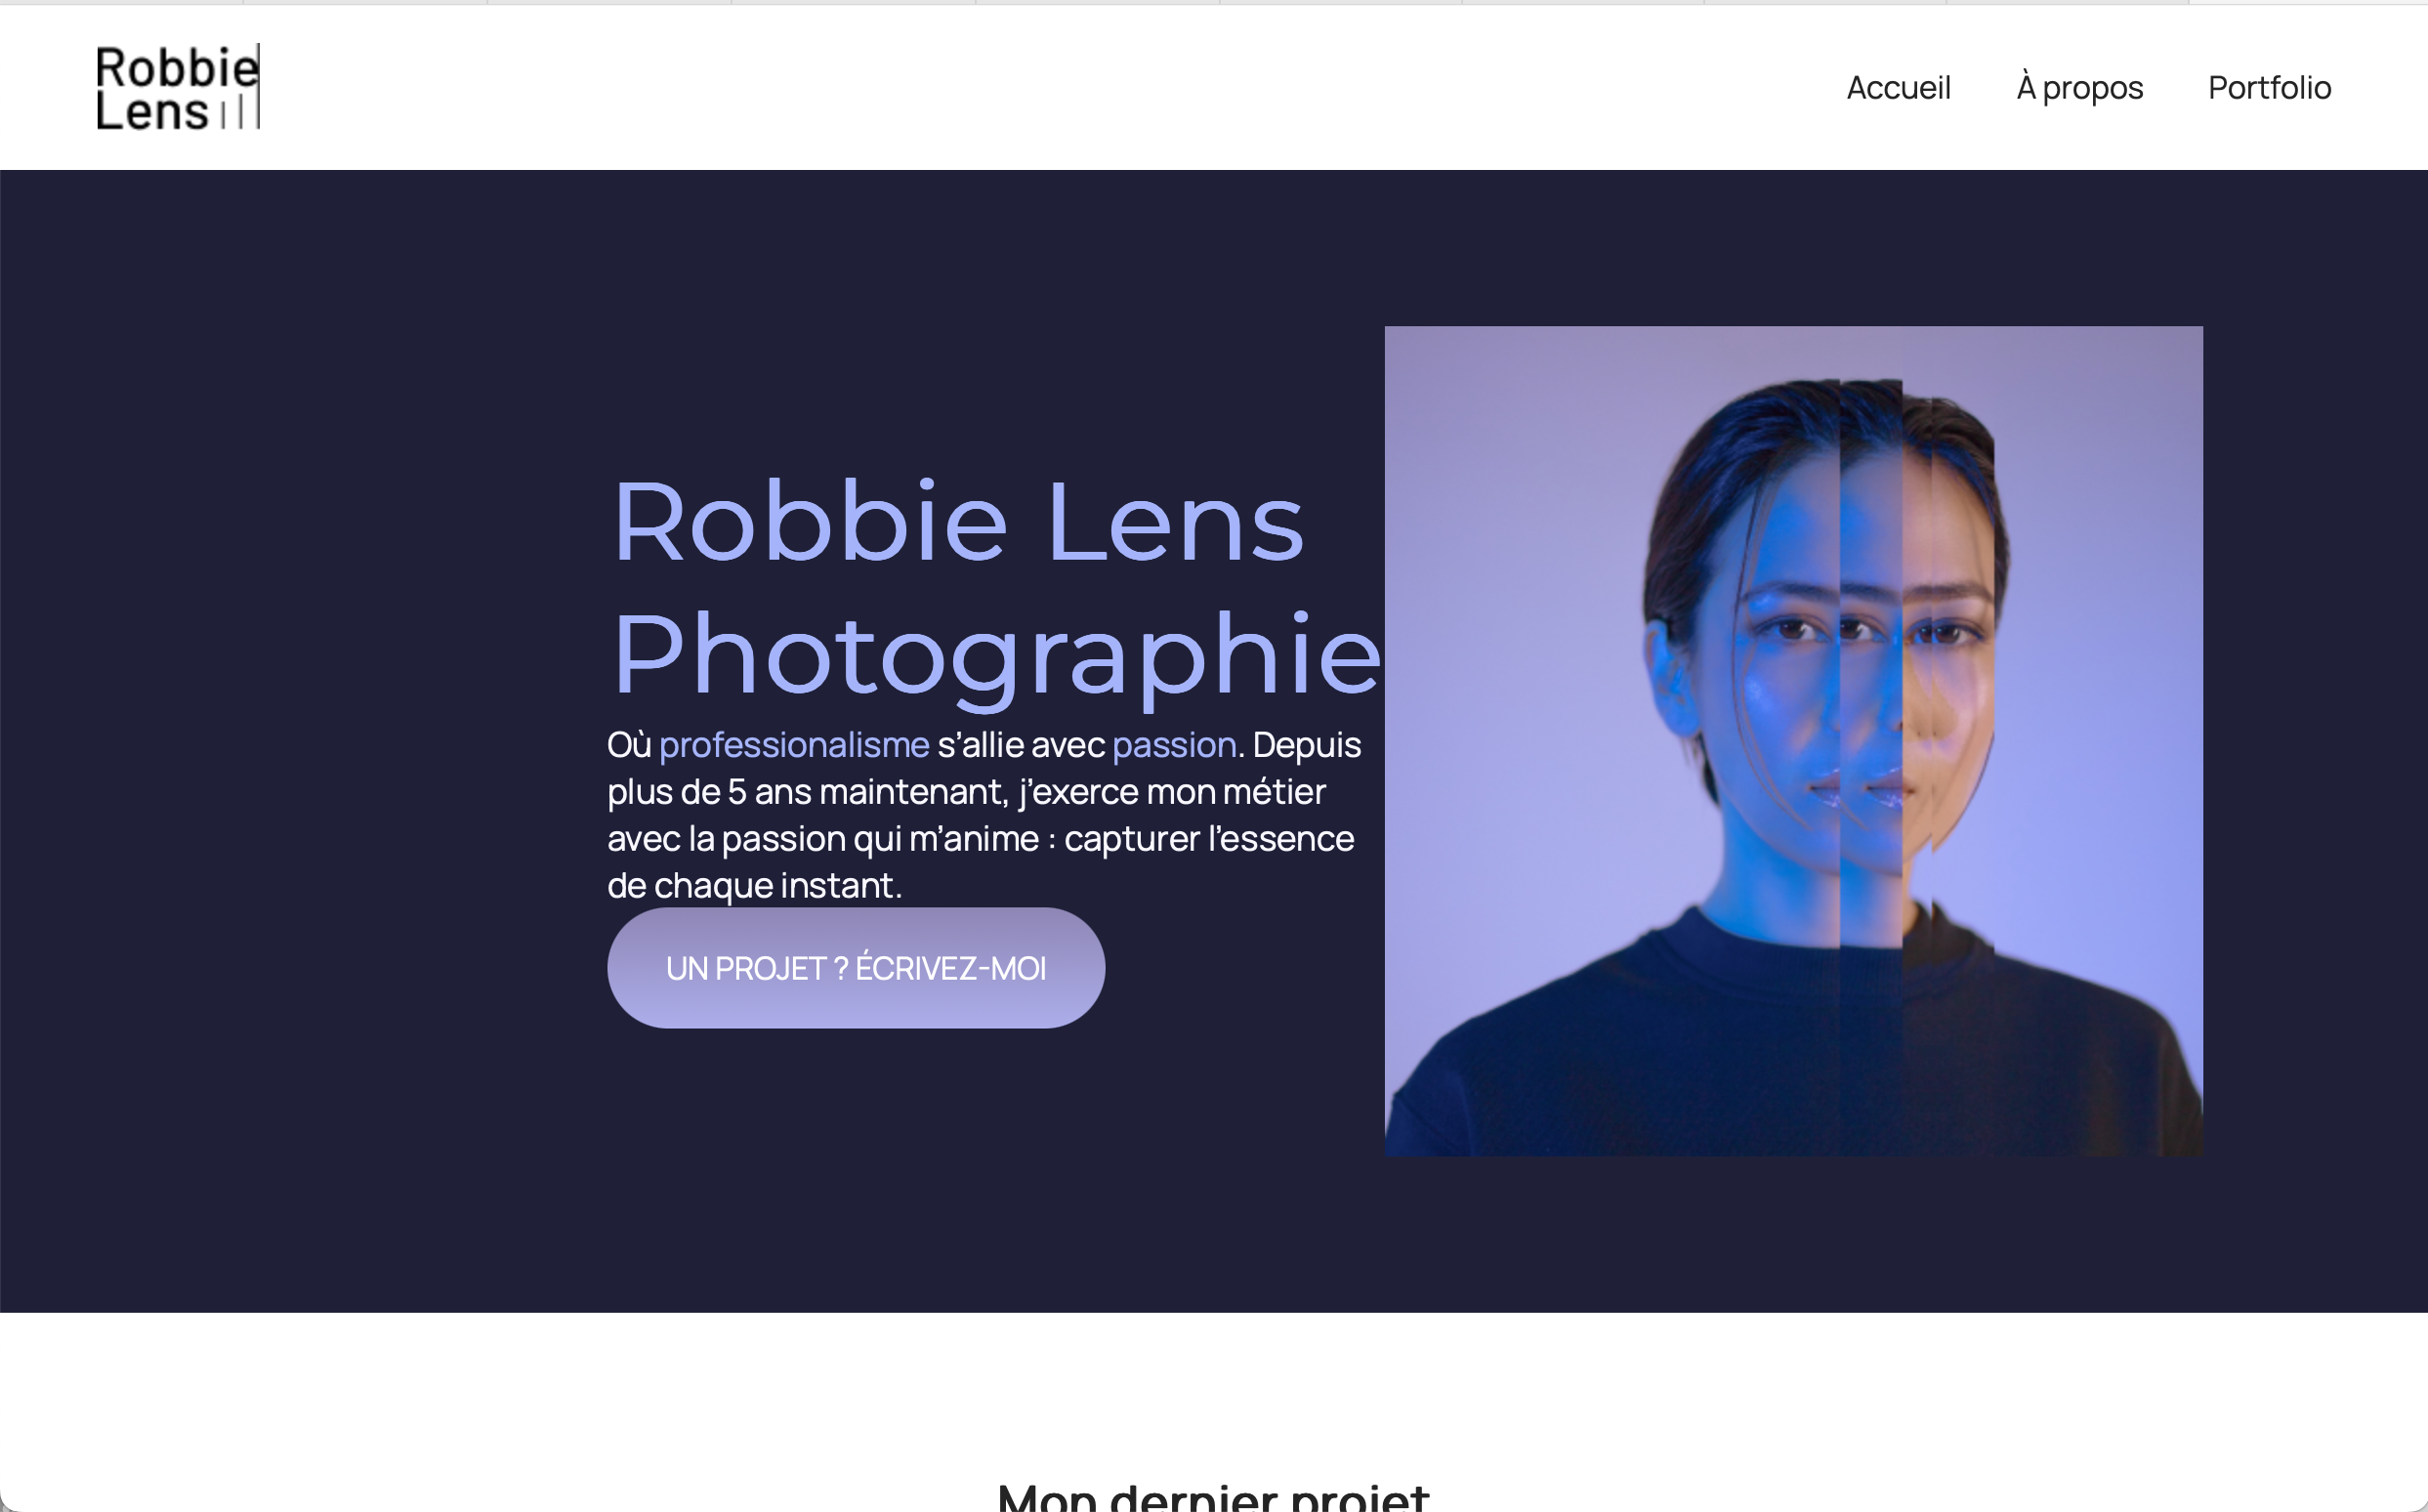 Robbie
Lens
Accueil
À propos
Portfolio
Robbie Lens
Photographie
Où professionalisme s’allie avec passion. Depuis
plus de 5 ans maintenant, j’exerce mon métier
avec la passion qui m’anime : capturer l’essence
de chaque instant.
UN PROJET ? ÉCRIVEZ-MOI
Mon dernier projet